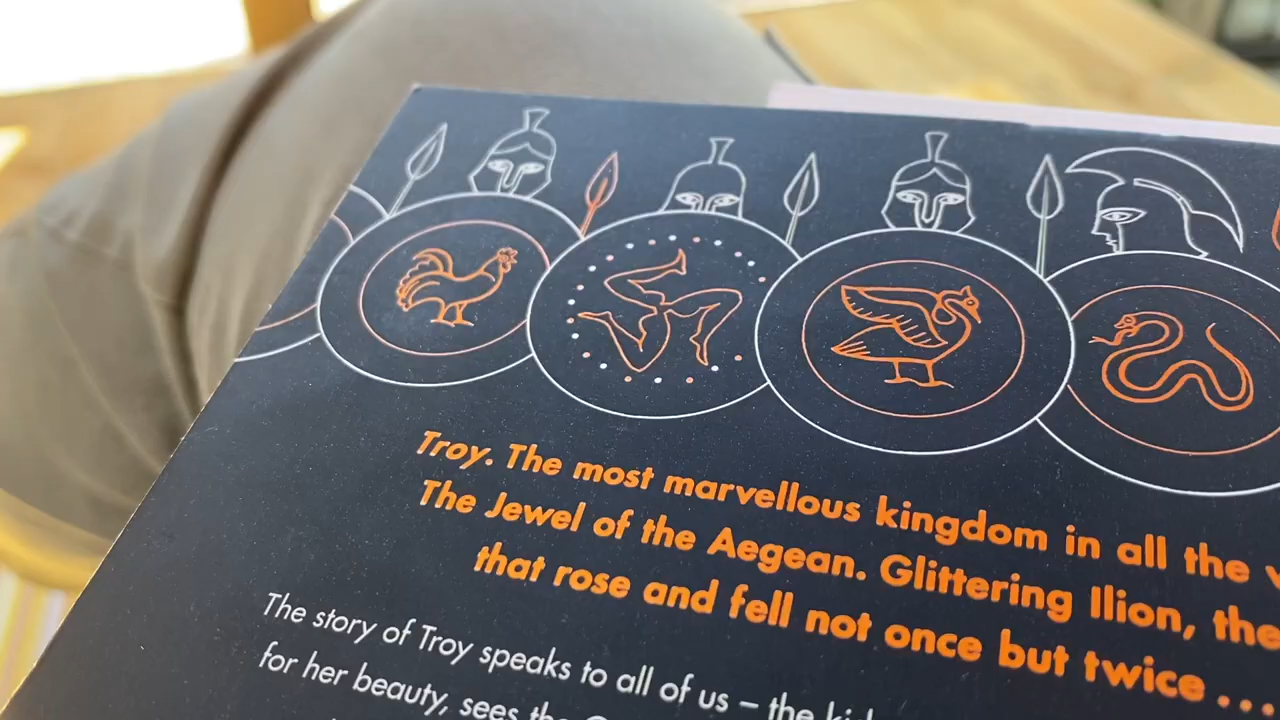 Troy. The most marvellous kingdom in all the
The Jewel of the Aegean. Glittering Ilion, the
that rose and fell not once but twice ...
The story of Troy speaks to all of us – the
for her beauty, sees the